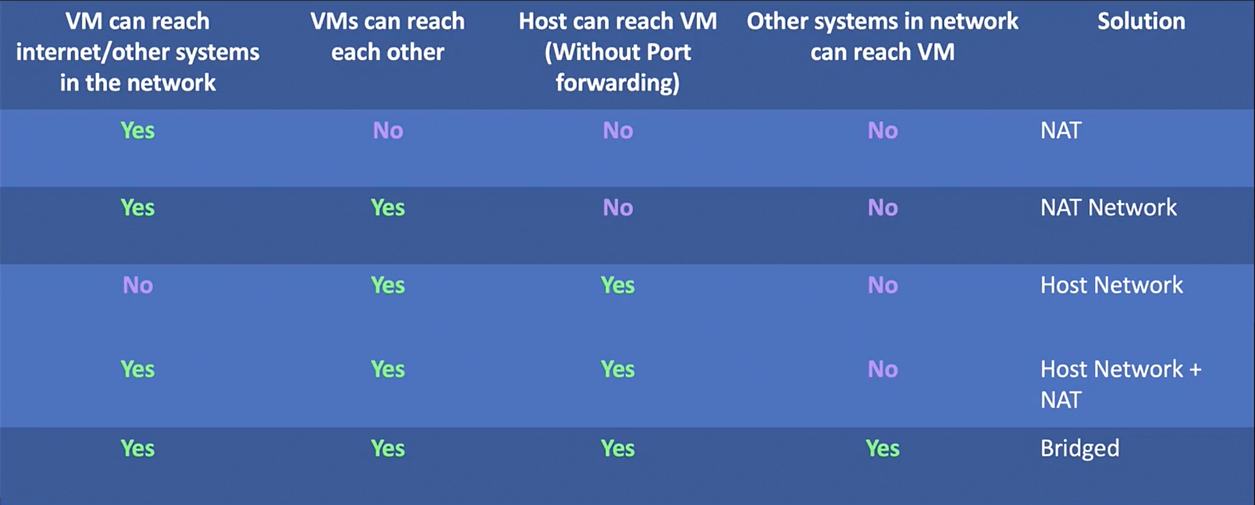 VM can reach
internet/other systems
in the network
VMs can reach
each other
Host can reach VM
(Without Port
forwarding)
Other systems in network
can reach VM
Solution
Yes No No No NAT
Yes Yes No No NAT Network
No Yes Yes No Host Network
Yes Yes Yes No Host Network +
NAT
Yes Yes Yes Yes Bridged